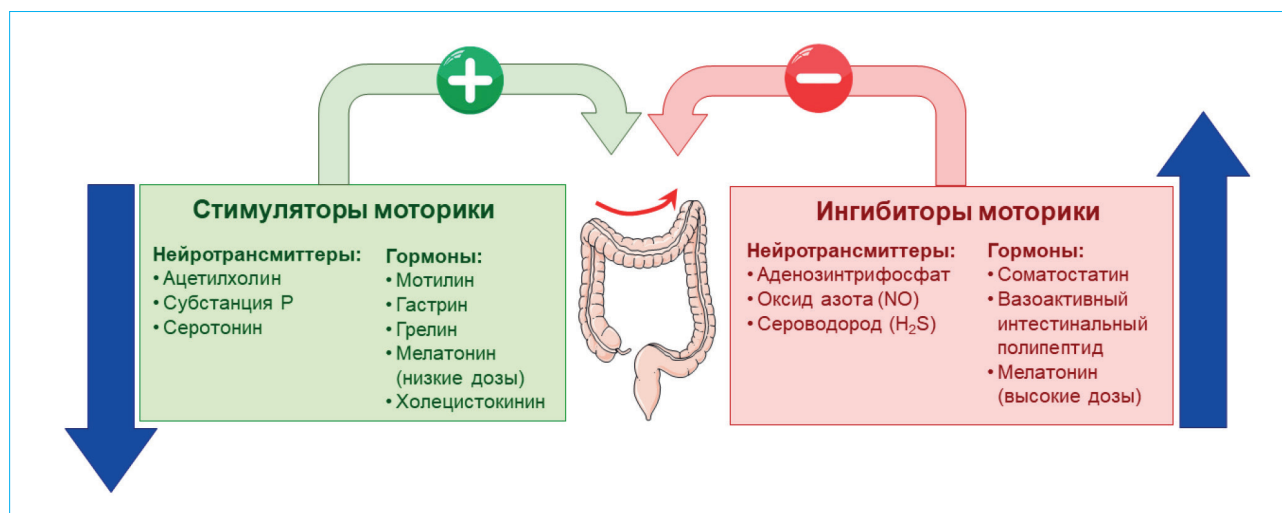 Стимуляторы моторики
Нейротрансмиттеры:
• Ацетилхолин
• Субстанция Р
• Серотонин
Гормоны:
• Мотилин
• Гастрин
• Грелин
• Мелатонин
(низкие дозы)
• Холецистокинин
Ингибиторы моторики
Нейротрансмиттеры:
• Аденозинтрифосфат
• Оксид азота (NO)
• Сероводород (H₂S)
Гормоны:
• Соматостатин
• Вазоактивный
интестинальный
полипептид
• Мелатонин
(высокие дозы)